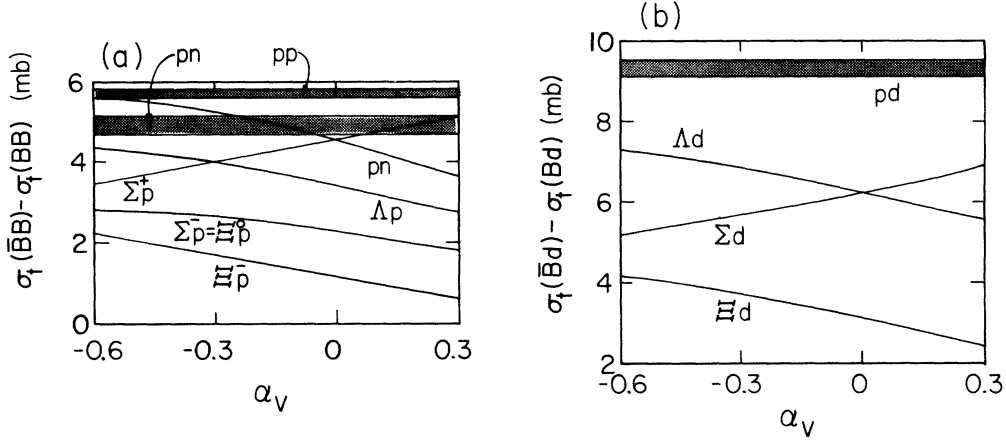 (a)
pn
pp
σt(B̄B) - σt(BB) (mb)
6
4
2
0
pn
Σ⁺p
Λp
Σ⁻p=Ξ⁰p
Ξ⁻p
-0.6
-0.3
0
0.3
αV
(b)
σt(B̄d) - σt(Bd) (mb)
10
8
6
4
2
pd
Λd
Σd
Ξd
-0.6
-0.3
0
0.3
αV